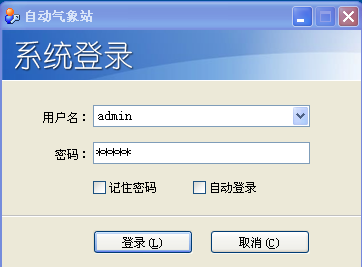 自动气象站
系统登录
用户名： admin
密码： *****
记住密码 自动登录
登录(L) 取消(C)